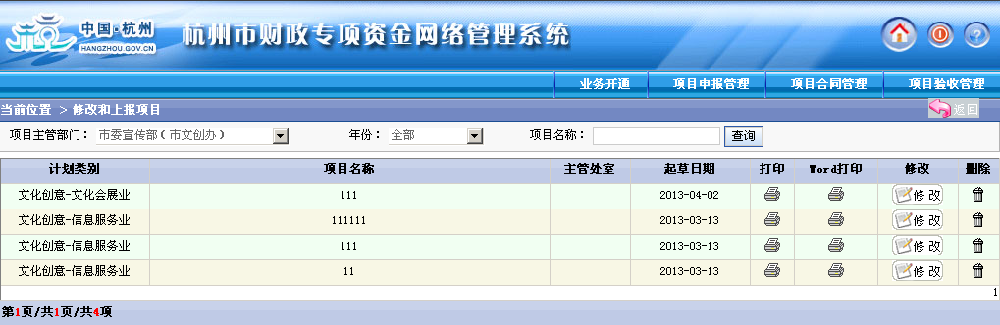 中国·杭州
HANGZHOU.GOV.CN
杭州市财政专项资金网络管理系统
业务开通 项目申报管理 项目合同管理 项目验收管理
当前位置 > 修改和上报项目 返回
项目主管部门： 市委宣传部（市文创办） 年份： 全部 项目名称： 查询
计划类别 项目名称 主管处室 起草日期 打印 Word打印 修改 删除
文化创意-文化会展业 111 2013-04-02 修改
文化创意-信息服务业 111111 2013-03-13 修改
文化创意-信息服务业 111 2013-03-13 修改
文化创意-信息服务业 11 2013-03-13 修改
1
第1页/共1页/共4项